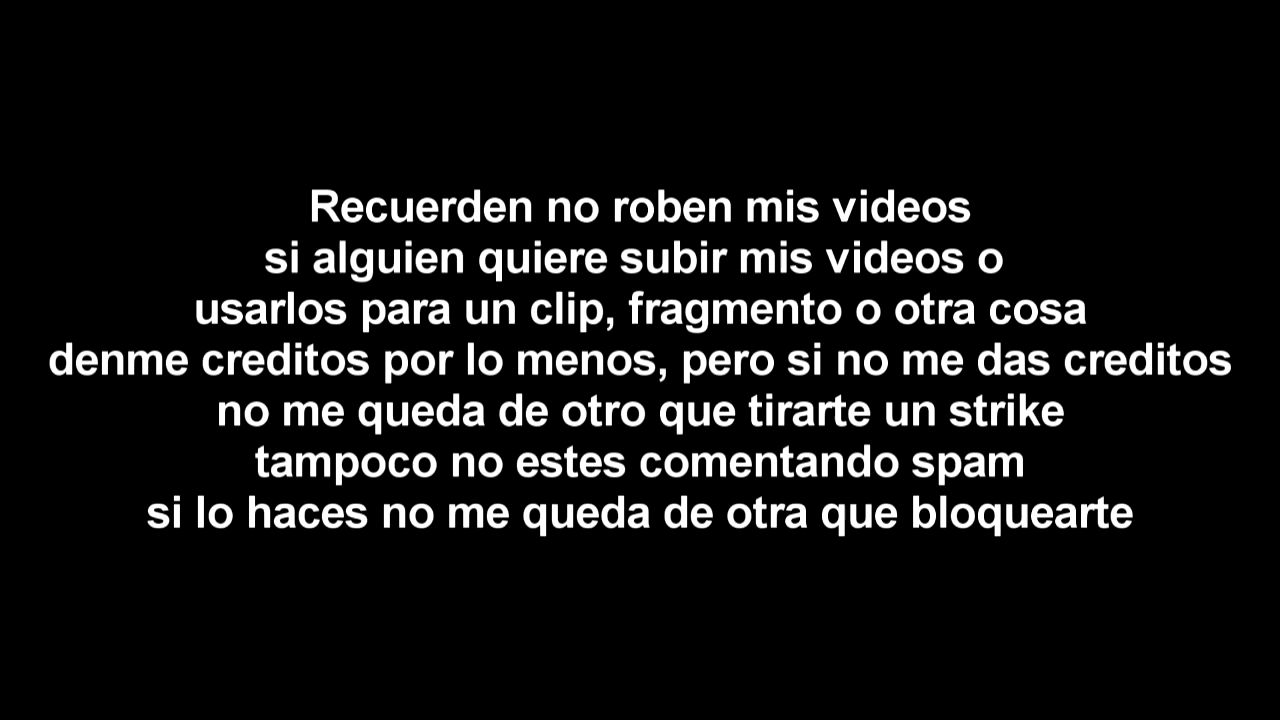 Recuerden no roben mis videos
si alguien quiere subir mis videos o
usarlos para un clip, fragmento o otra cosa
denme creditos por lo menos, pero si no me das creditos
no me queda de otro que tirarte un strike
tampoco no estes comentando spam
si lo haces no me queda de otra que bloquearte